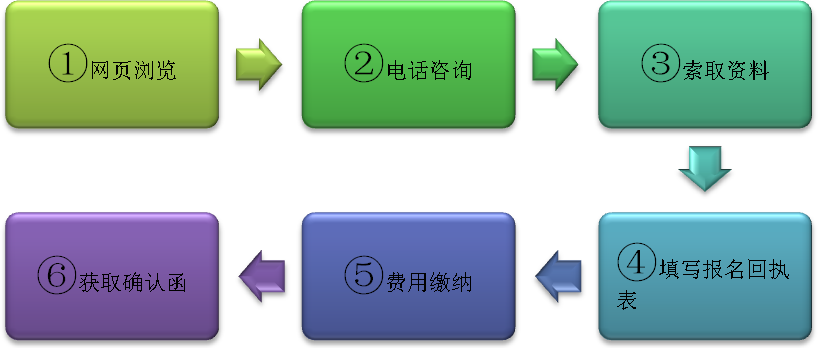 ①网页浏览
②电话咨询
③索取资料
④填写报名回执
表
⑤费用缴纳
⑥获取确认函